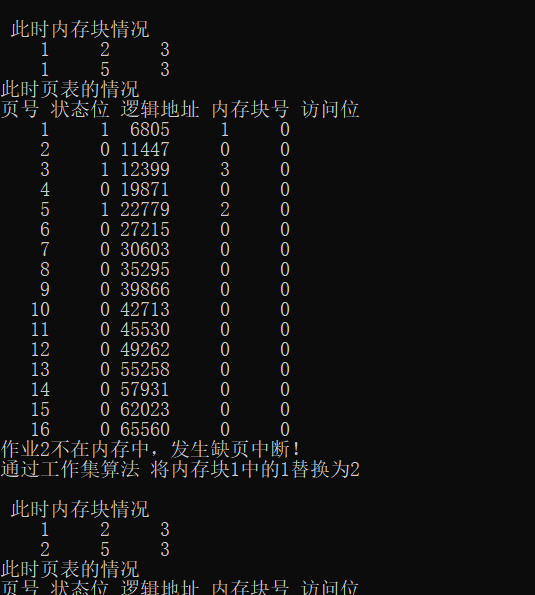 此时内存块情况
1 2 3
1 5 3
此时页表的情况
页号 状态位 逻辑地址 内存块号 访问位
1 1 6805 1 0
2 0 11447 0 0
3 1 12399 3 0
4 0 19871 0 0
5 1 22779 2 0
6 0 27215 0 0
7 0 30603 0 0
8 0 35295 0 0
9 0 39866 0 0
10 0 42713 0 0
11 0 45530 0 0
12 0 49262 0 0
13 0 55258 0 0
14 0 57931 0 0
15 0 62023 0 0
16 0 65560 0 0
作业2不在内存中，发生缺页中断！
通过工作集算法 将内存块1中的1替换为2
此时内存块情况
1 2 3
2 5 3
此时页表的情况
页号 状态位 逻辑地址 内存块号 访问位